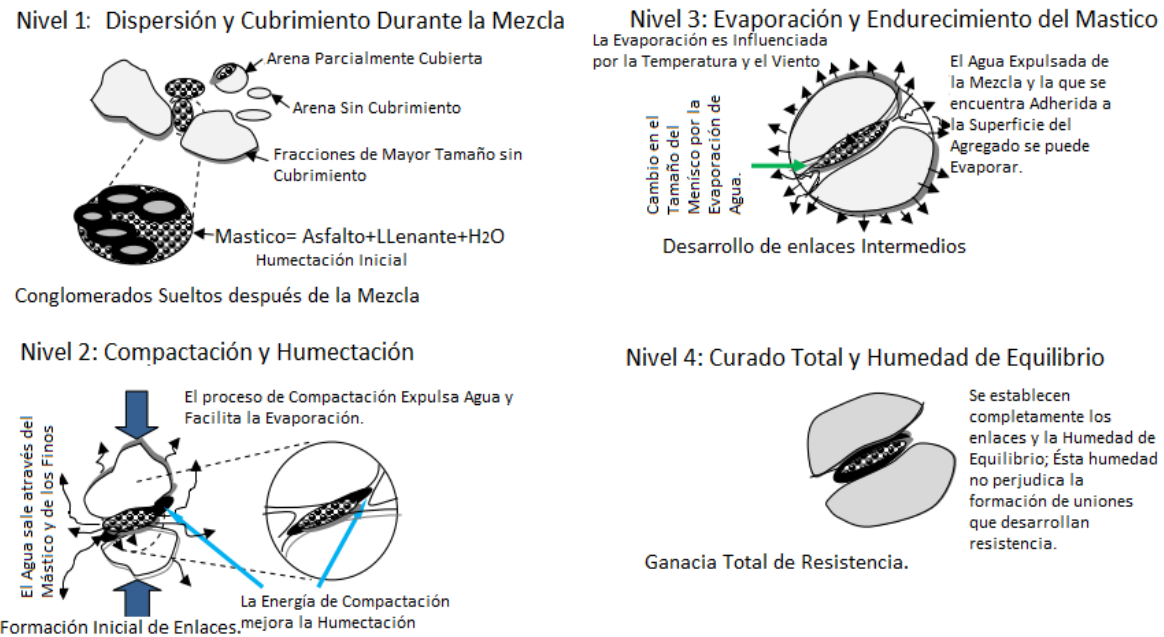 Nivel 1:  Dispersión y Cubrimiento Durante la Mezcla
Arena Parcialmente Cubierta
Arena Sin Cubrimiento
Fracciones de Mayor Tamaño sin
Cubrimiento
Mastico= Asfalto+LLenante+H2O
Humectación Inicial
Conglomerados Sueltos después de la Mezcla
Nivel 2: Compactación y Humectación
El proceso de Compactación Expulsa Agua y
Facilita la Evaporación.
El Agua sale através del
Mástico y de los Finos
La Energía de Compactación
mejora la Humectación
Formación Inicial de Enlaces.
Nivel 3: Evaporación y Endurecimiento del Mastico
La Evaporación es Influenciada
por la Temperatura y el Viento
Cambio en el
Tamaño del
Menísco por la
Evaporación de
Agua.
El Agua Expulsada de
la Mezcla y la que se
encuentra Adherida a
la Superficie del
Agregado se puede
Evaporar.
Desarrollo de enlaces Intermedios
Nivel 4: Curado Total y Humedad de Equilibrio
Se establecen
completamente los
enlaces y la Humedad de
Equilibrio; Ésta humedad
no perjudica la
formación de uniones
que desarrollan
resistencia.
Ganacia Total de Resistencia.